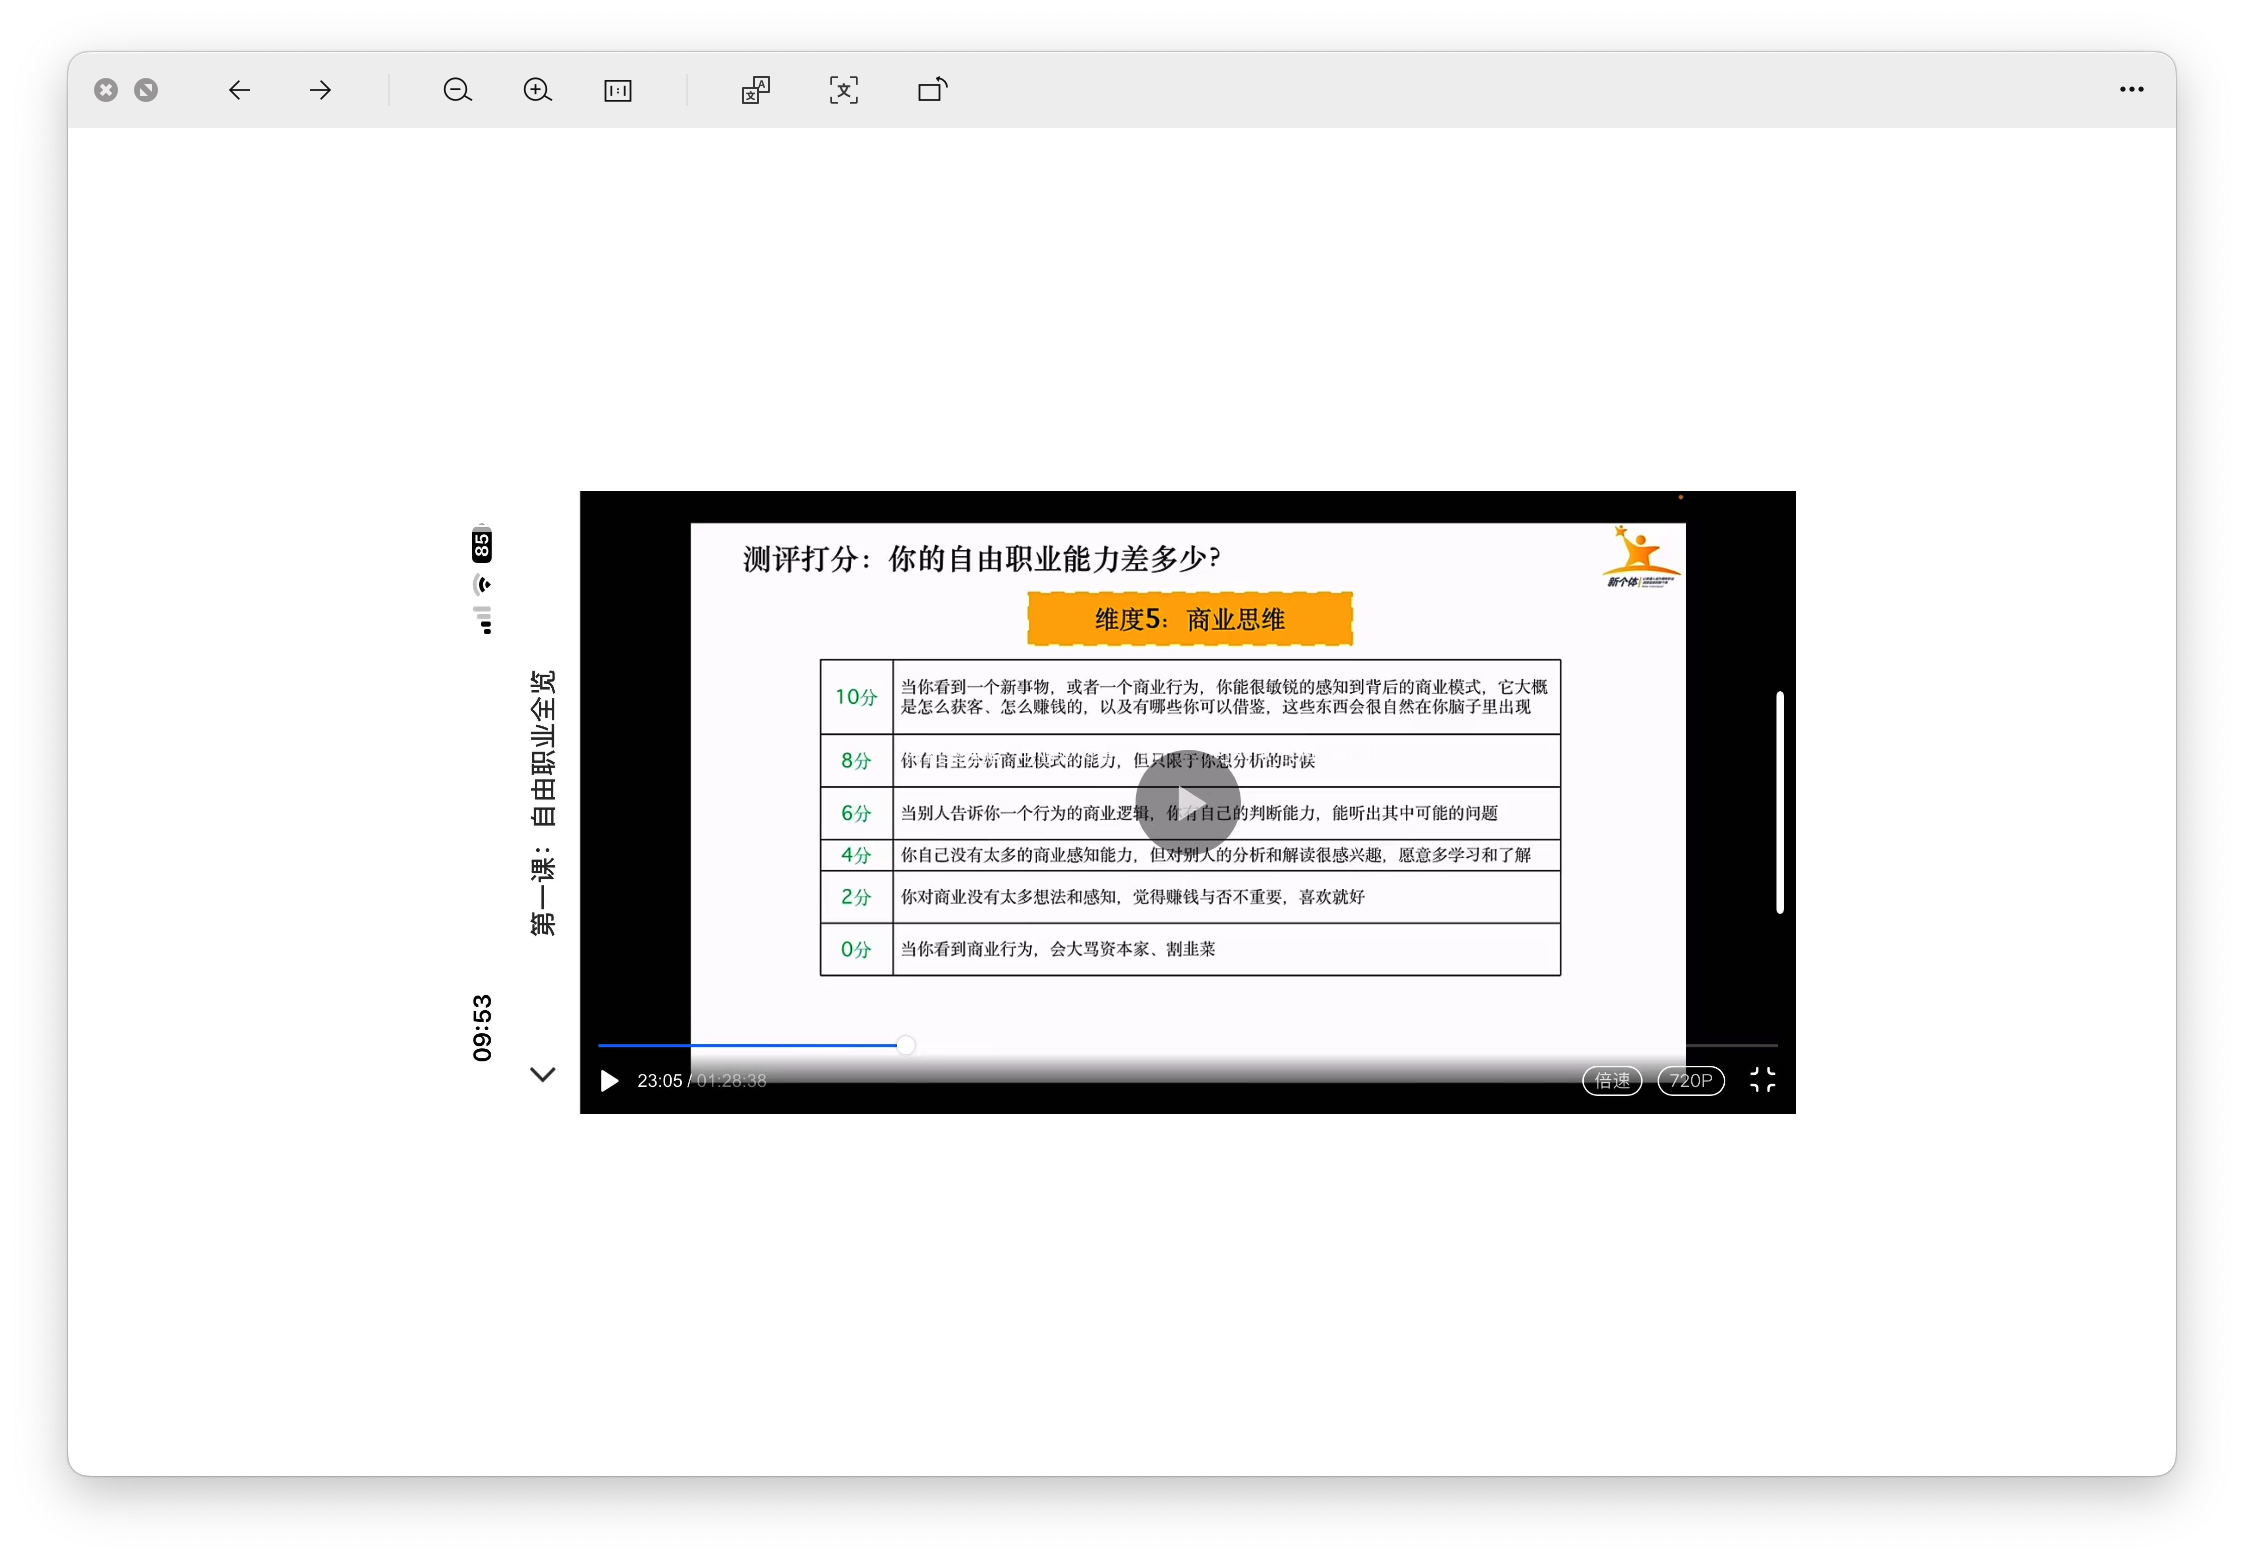 85
09:53
第一课：自由职业全览
测评打分：你的自由职业能力差多少?
新个体
维度5：商业思维
10分
当你看到一个新事物，或者一个商业行为，你能很敏锐的感知到背后的商业模式，它大概
是怎么获客、怎么赚钱的，以及有哪些你可以借鉴，这些东西会很自然在你脑子里出现
8分
你有自主分析商业模式的能力，但只限于你想分析的时候
6分
当别人告诉你一个行为的商业逻辑，你有自己的判断能力，能听出其中可能的问题
4分
你自己没有太多的商业感知能力，但对别人的分析和解读很感兴趣，愿意多学习和了解
2分
你对商业没有太多想法和感知，觉得赚钱与否不重要，喜欢就好
0分
当你看到商业行为，会大骂资本家、割韭菜
23:05 / 01:28:38
倍速
720P